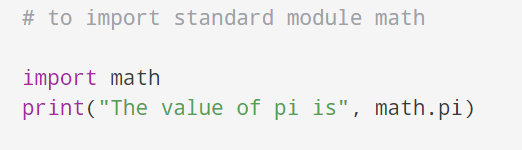 # to import standard module math
import math
print("The value of pi is", math.pi)